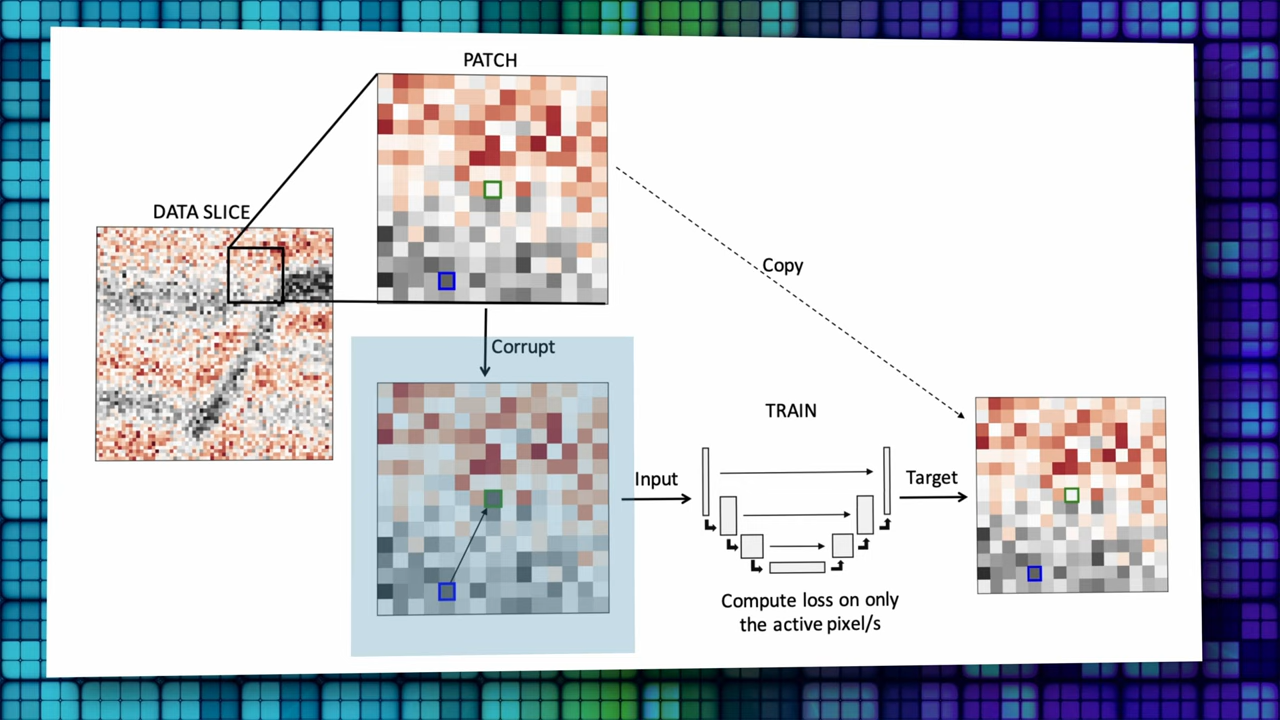 PATCH
DATA SLICE
Copy
Corrupt
TRAIN
Input
Target
Compute loss on only
the active pixel/s